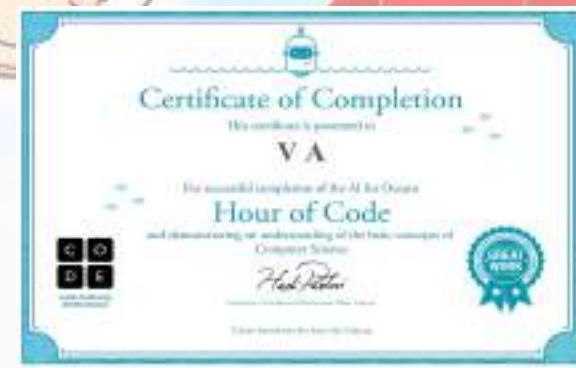 Certificate of Completion
This certificate is presented to
V A
For successful completion of the AI for Oceans
Hour of Code
and demonstrating an understanding of the basic concepts of
Computer Science
C O
D E
GREAT
WORK